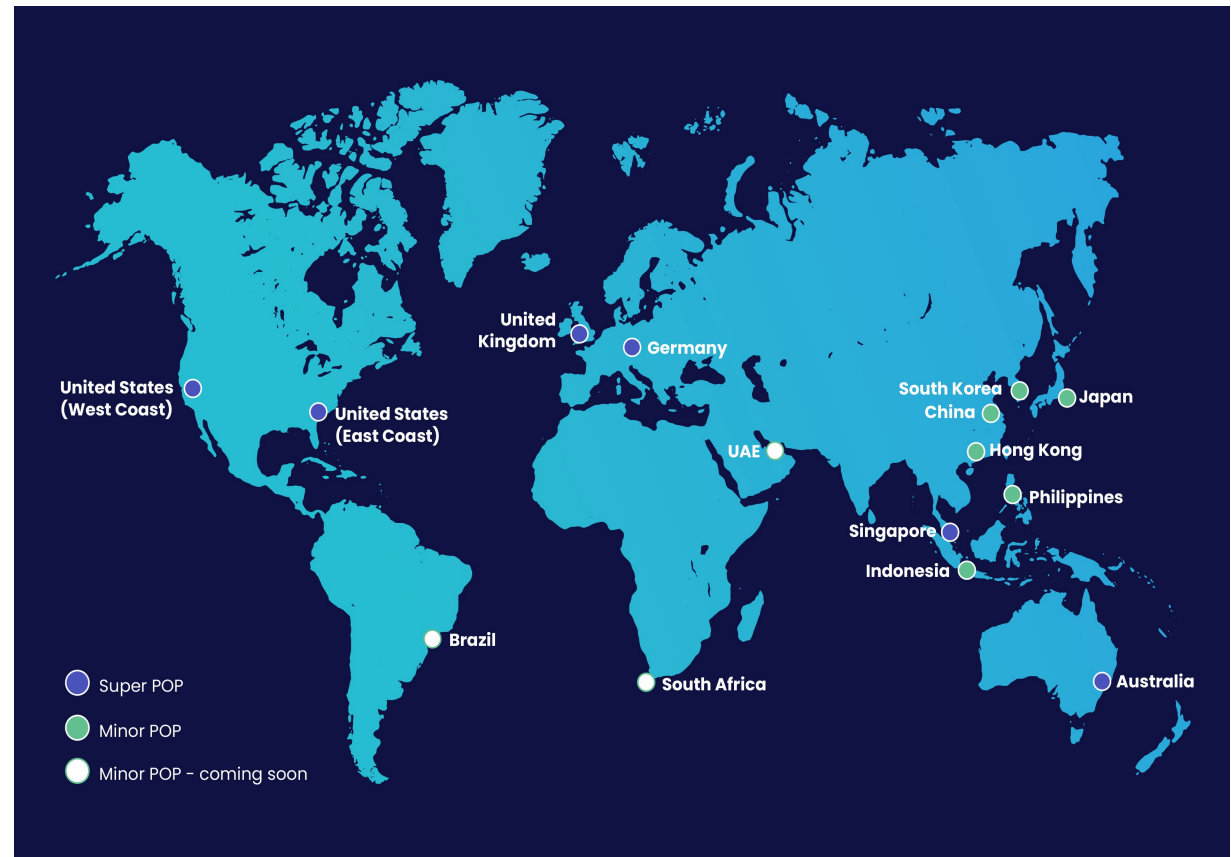 United
Kingdom
Germany
United States
(West Coast)
United States
(East Coast)
South Korea
Japan
China
UAE
Hong Kong
Philippines
Singapore
Indonesia
Brazil
South Africa
Australia
Super POP
Minor POP
Minor POP - coming soon